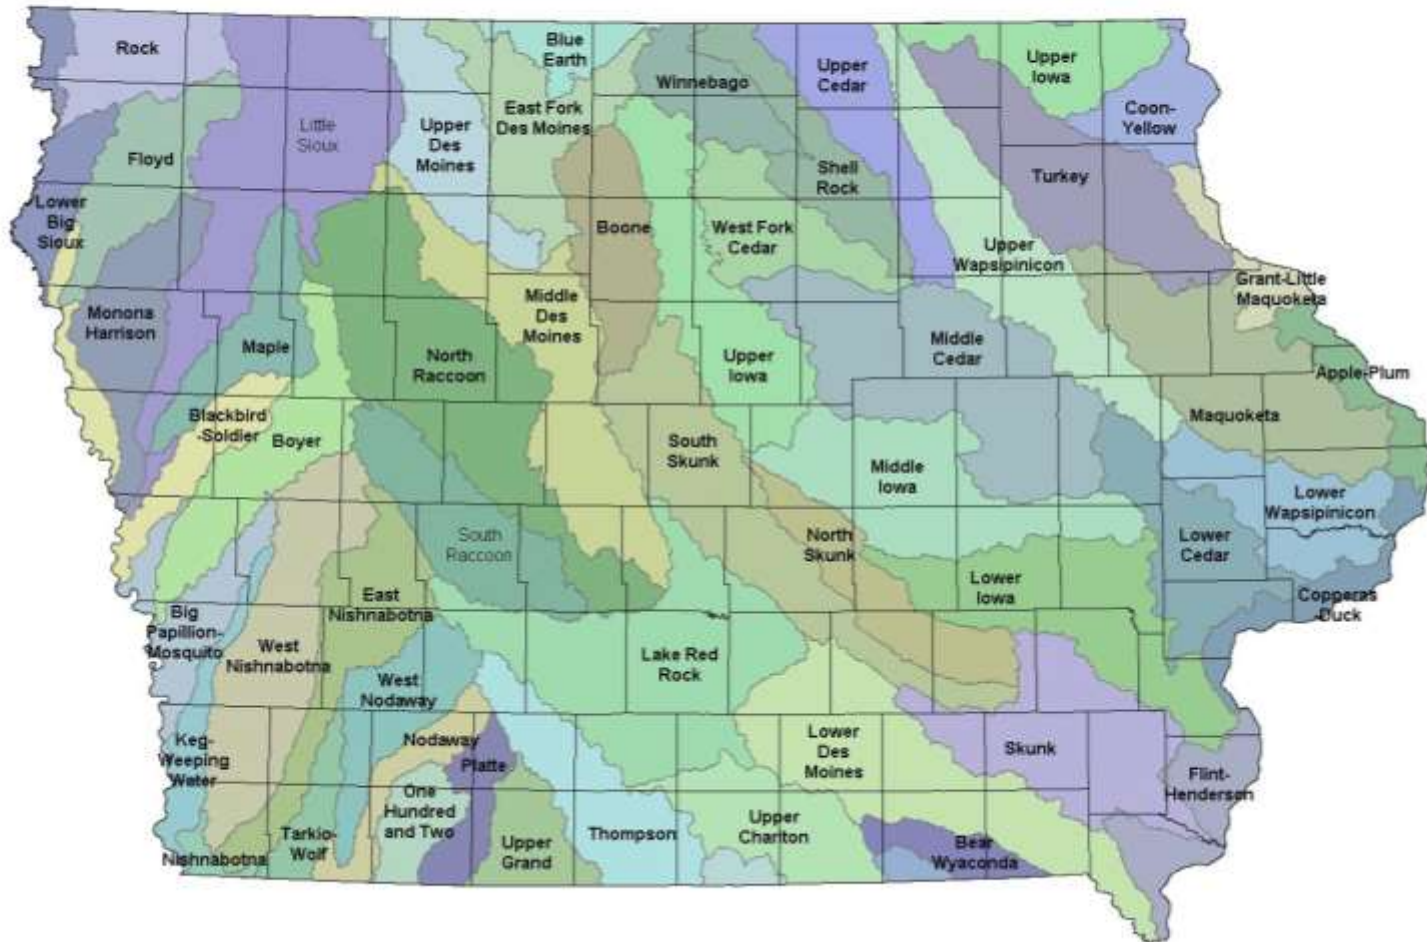 Rock
Blue
Earth
Upper
Iowa
Upper
Cedar
Winnebago
Coon-
Yellow
East Fork
Des Moines
Little
Sioux
Upper
Des
Moines
Floyd
Shell
Rock
Turkey
Lower
Big
Sioux
Boone
West Fork
Cedar
Upper
Wapsipinicon
Grant-Little
Maquoketa
Monona
Harrison
Middle
Des
Moines
Maple
North
Raccoon
Upper
Iowa
Middle
Cedar
Apple-Plum
Blackbird
-Soldier
Boyer
Maquoketa
South
Skunk
Middle
Iowa
Lower
Wapsipinicon
South
Raccoon
North
Skunk
Lower
Cedar
East
Nishnabotna
Lower
Iowa
Copperas
-Duck
Big
Papillion-
Mosquito
West
Nishnabotna
Lake Red
Rock
West
Nodaway
Keg-
Weeping
Water
Nodaway
Platte
Lower
Des
Moines
Skunk
Flint-
Henderson
One
Hundred
and Two
Tarkio-
Wolf
Nishnabotna
Upper
Grand
Thompson
Upper
Chariton
Bear
Wyaconda